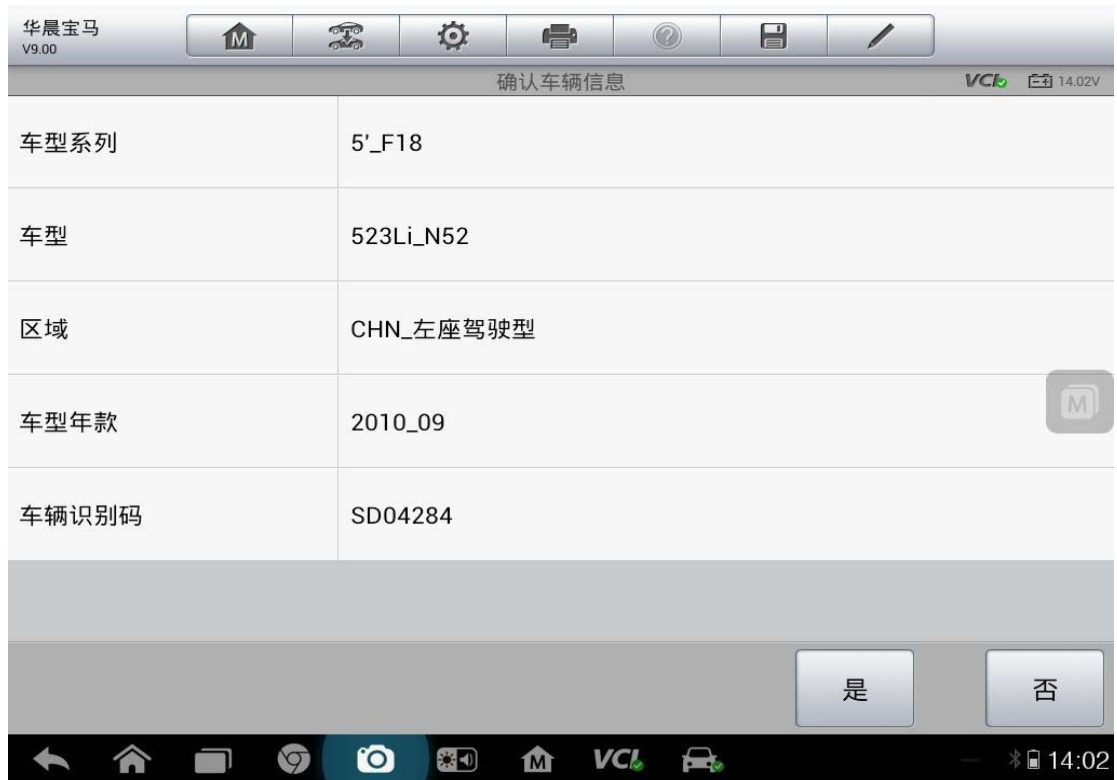 华晨宝马
V9.00
M
确认车辆信息
VCI 14.02V
车型系列 5'_F18
车型 523Li_N52
区域 CHN_左座驾驶型
M
车型年款 2010_09
车辆识别码 SD04284
是 否
M VCI 14:02